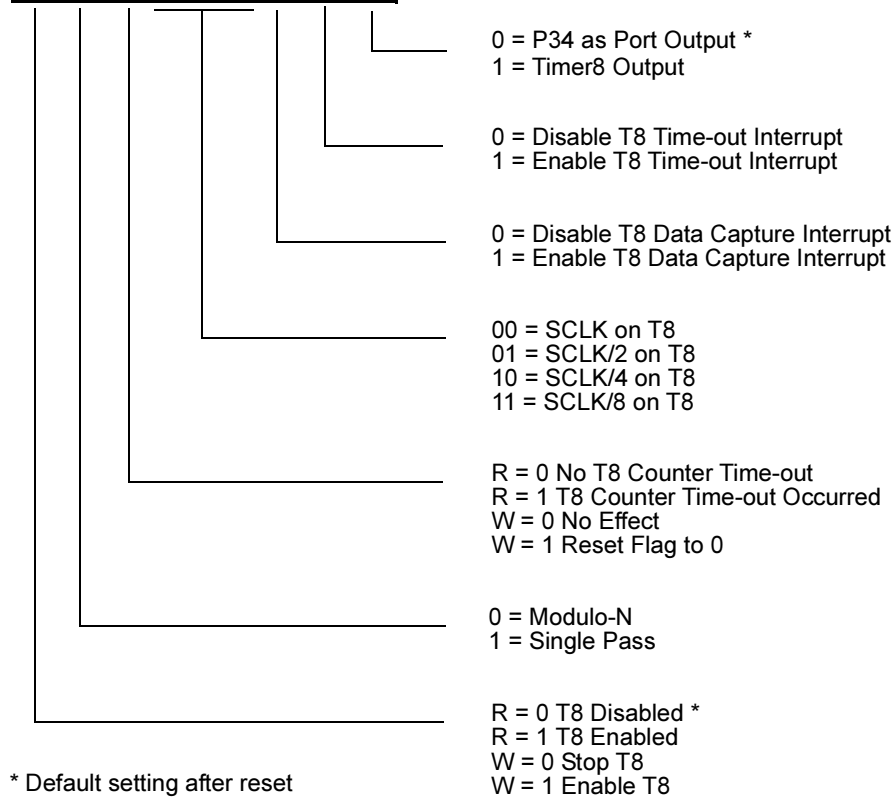 0 = P34 as Port Output *
1 = Timer8 Output
0 = Disable T8 Time-out Interrupt
1 = Enable T8 Time-out Interrupt
0 = Disable T8 Data Capture Interrupt
1 = Enable T8 Data Capture Interrupt
00 = SCLK on T8
01 = SCLK/2 on T8
10 = SCLK/4 on T8
11 = SCLK/8 on T8
R = 0 No T8 Counter Time-out
R = 1 T8 Counter Time-out Occurred
W = 0 No Effect
W = 1 Reset Flag to 0
0 = Modulo-N
1 = Single Pass
R = 0 T8 Disabled *
R = 1 T8 Enabled
W = 0 Stop T8
W = 1 Enable T8
* Default setting after reset